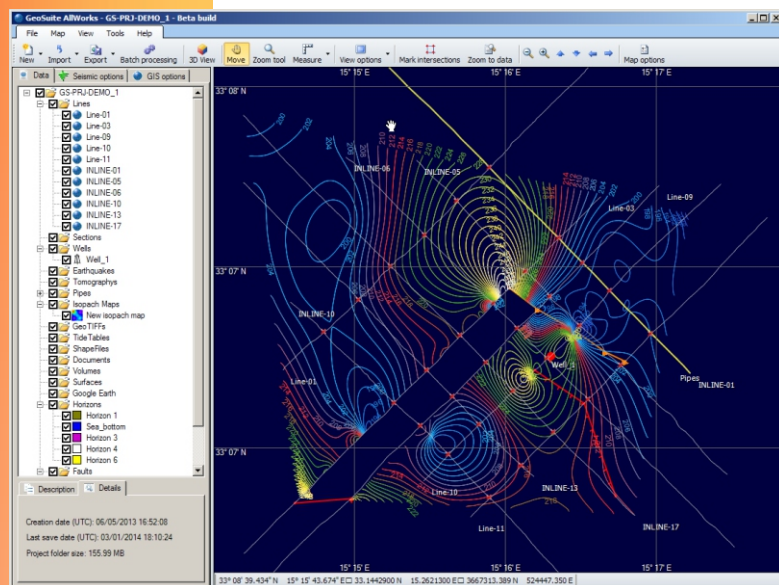 GeoSuite AllWorks - GS-PRJ-DEMO_1 - Beta build
File Map View Tools Help
New Import Export Batch processing 3D View Move Zoom tool Measure View options Mark intersections Zoom to data Map options
Data Seismic options GIS options
GS-PRJ-DEMO_1
Lines
Line-01
Line-03
Line-09
Line-10
Line-11
INLINE-01
INLINE-05
INLINE-06
INLINE-10
INLINE-13
INLINE-17
Sections
Wells
Well_1
Earthquakes
Tomographys
Pipes
Isopach Maps
New isopach map
GeoTIFFs
TideTables
ShapeFiles
Documents
Volumes
Surfaces
Google Earth
Horizons
Horizon 1
Sea_bottom
Horizon 3
Horizon 4
Horizon 6
Faults
Description Details
Creation date (UTC): 06/05/2013 16:52:08
Last save date (UTC): 03/01/2014 18:10:24
Project folder size: 155.99 MB
15° 15' E 15° 16' E 15° 17' E
33° 08' N
INLINE-06 INLINE-05
Line-03 Line-09
33° 07' N
INLINE-10
Well_1
Line-01
Pipes
INLINE-01
33° 07' N
Line-10 INLINE-13
Line-11 INLINE-17
15° 15' E 15° 16' E 15° 17' E
33° 08' 39.434" N 15° 15' 43.674" E 33.1442900 N 15.2621300 E 3667313.389 N 524447.350 E